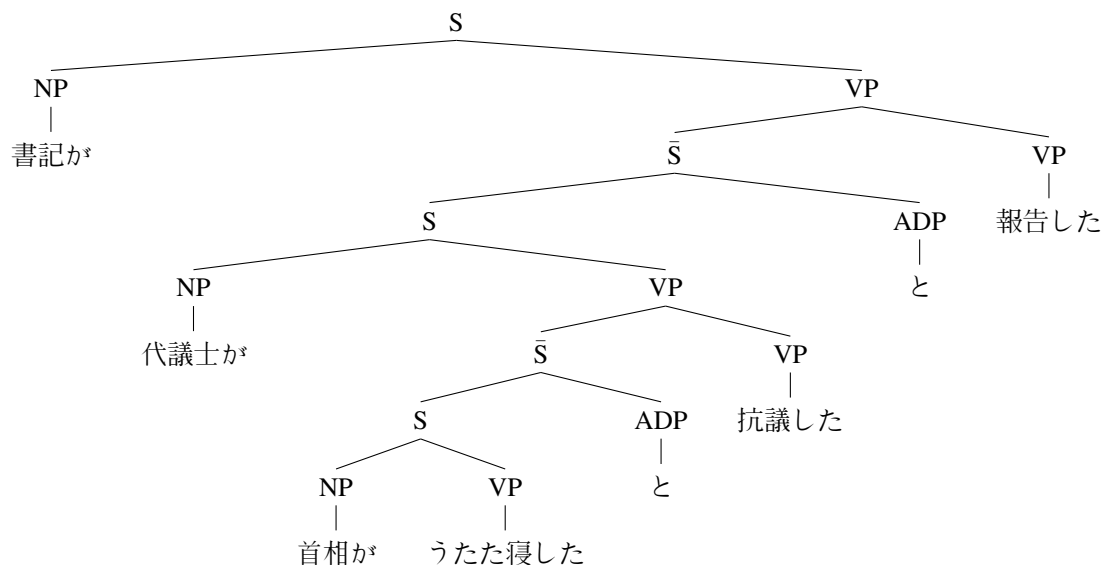 S
NP VP
書記が S̄ VP
S ADP 報告した
NP VP と
代議士が S̄ VP
S ADP 抗議した
NP VP と
首相が うたた寝した